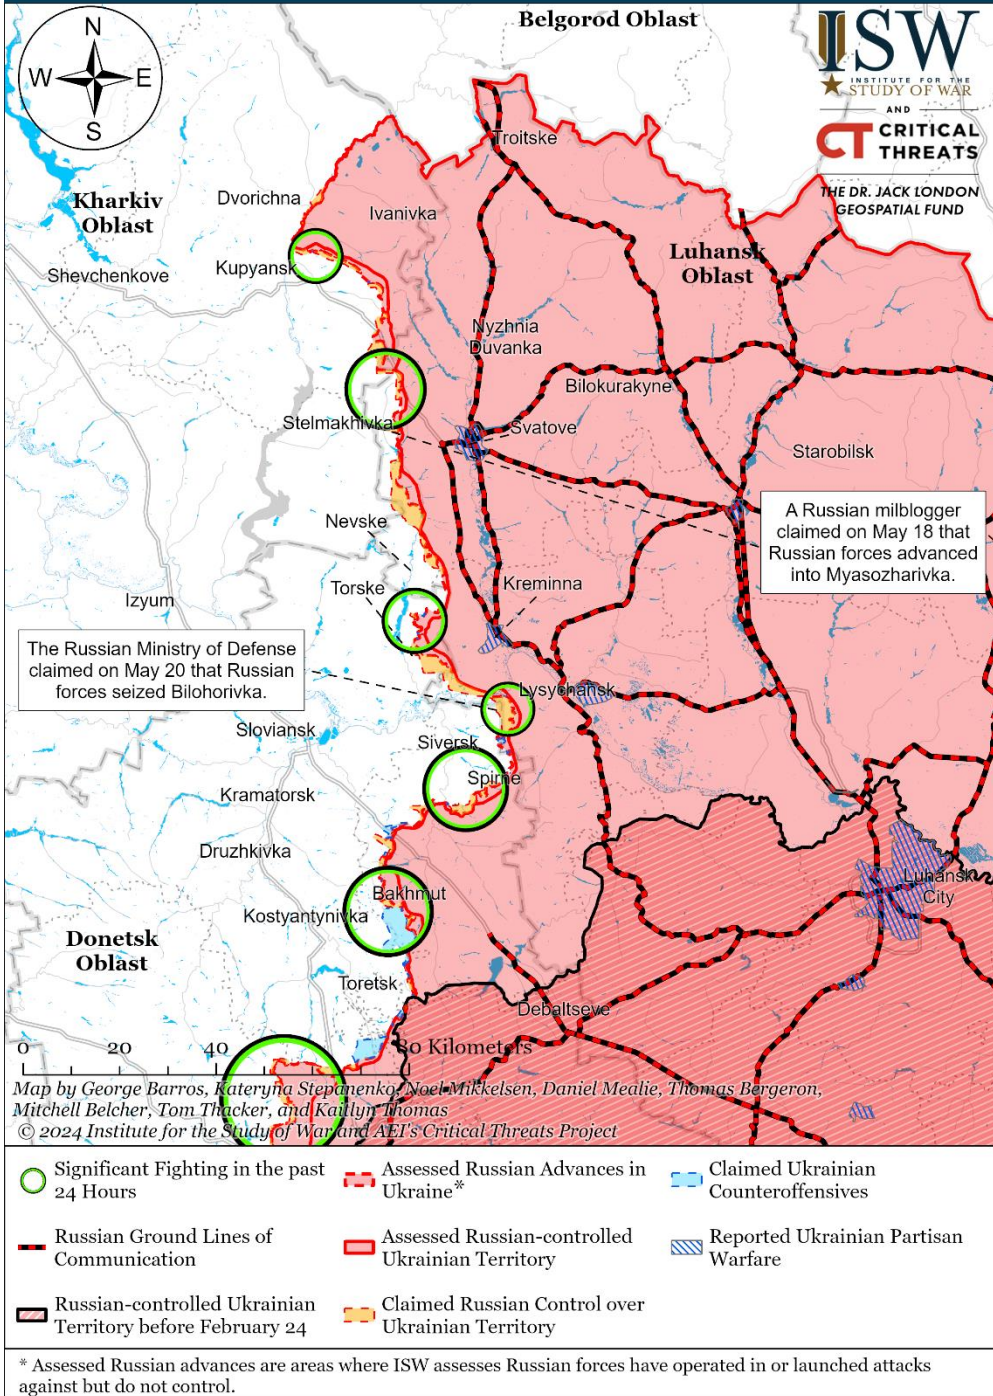 Belgorod Oblast
N
W
E
S
ISW
INSTITUTE FOR THE
STUDY OF WAR
AND
CT CRITICAL
THREATS
THE DR. JACK LONDON
GEOSPATIAL FUND
Troitske
Dvorichna
Kharkiv
Oblast
Ivanivka
Luhansk
Oblast
Shevchenkove
Kupyansk
Nyzhnia
Duvanka
Bilokurakyne
Stelmakhivka
Svatove
Starobilsk
A Russian milblogger
claimed on May 18 that
Russian forces advanced
into Myasozharivka.
Nevske
Torske
Kreminna
Izyum
The Russian Ministry of Defense
claimed on May 20 that Russian
forces seized Bilohorivka.
Lysychansk
Sloviansk
Siversk
Spirne
Kramatorsk
Druzhkivka
Bakhmut
Kostyantynivka
Luhansk
City
Donetsk
Oblast
Toretsk
Debaltseve
0 20 40 80 Kilometers
Map by George Barros, Kateryna Stepanenko, Noel Mikkelsen, Daniel Mealie, Thomas Bergeron,
Mitchell Belcher, Tom Thacker, and Kaitlyn Thomas
© 2024 Institute for the Study of War and AEI's Critical Threats Project
Significant Fighting in the past
24 Hours
Assessed Russian Advances in
Ukraine*
Claimed Ukrainian
Counteroffensives
Russian Ground Lines of
Communication
Assessed Russian-controlled
Ukrainian Territory
Reported Ukrainian Partisan
Warfare
Russian-controlled Ukrainian
Territory before February 24
Claimed Russian Control over
Ukrainian Territory
* Assessed Russian advances are areas where ISW assesses Russian forces have operated in or launched attacks
against but do not control.